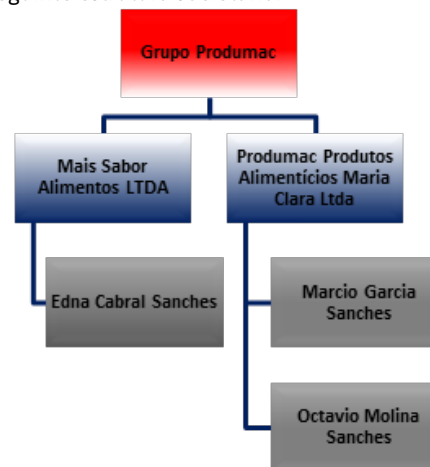 Grupo Produmac
Mais Sabor
Alimentos LTDA
Produmac Produtos
Alimentícios Maria
Clara Ltda
Edna Cabral Sanches
Marcio Garcia
Sanches
Octavio Molina
Sanches